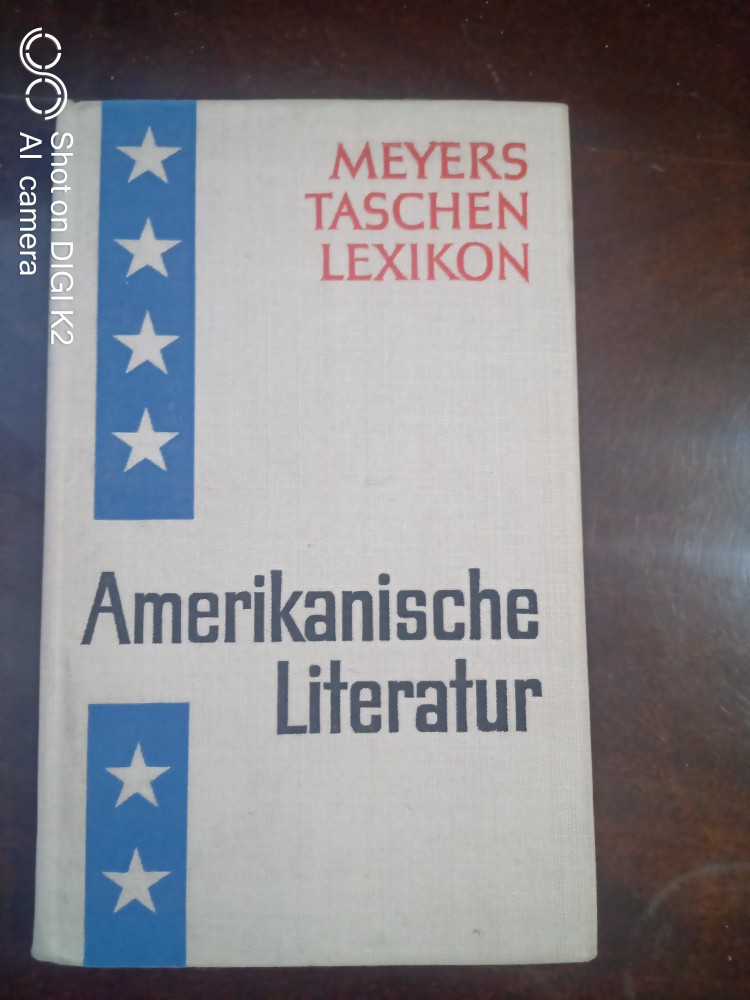 MEYERS
TASCHEN
LEXIKON
Amerikanische
Literatur
Shot on DIGI K2
AI camera